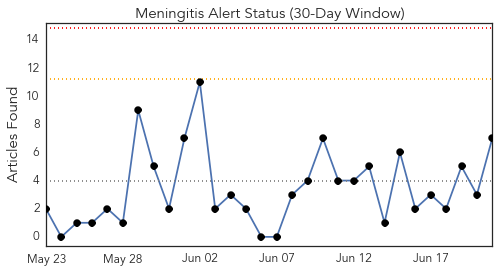 Meningitis Alert Status (30-Day Window)
Articles Found
14
12
10
8
6
4
2
0
May 23
May 28
Jun 02
Jun 07
Jun 12
Jun 17